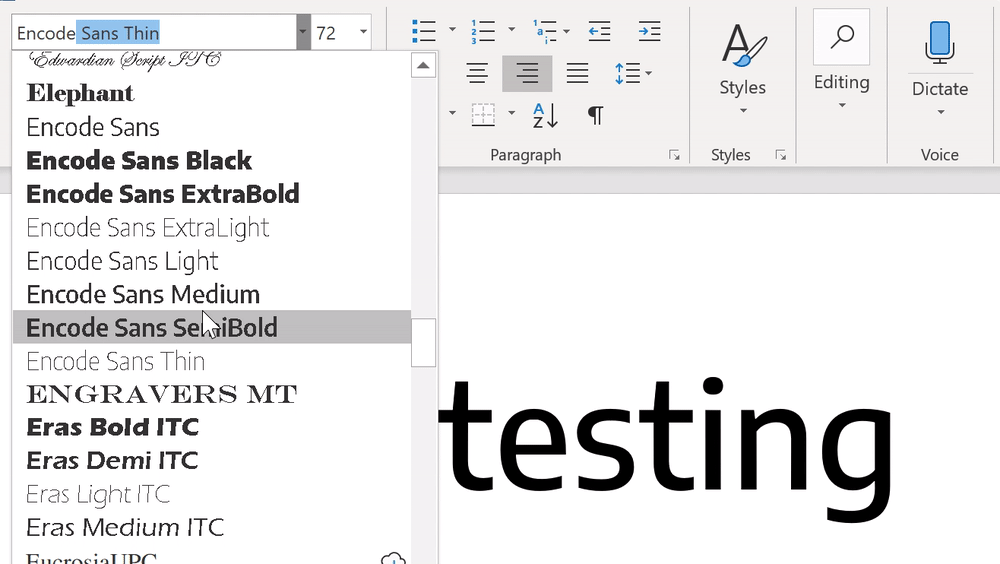 Encode Sans Thin
72
Edwardian Script ITC
Elephant
Encode Sans
Encode Sans Black
Encode Sans ExtraBold
Encode Sans ExtraLight
Encode Sans Light
Encode Sans Medium
Encode Sans SemiBold
Encode Sans Thin
ENGRAVERS MT
Eras Bold ITC
Eras Demi ITC
Eras Light ITC
Eras Medium ITC
EucrosiaUPC
Paragraph
Styles
Styles
Editing
Dictate
Voice
testing